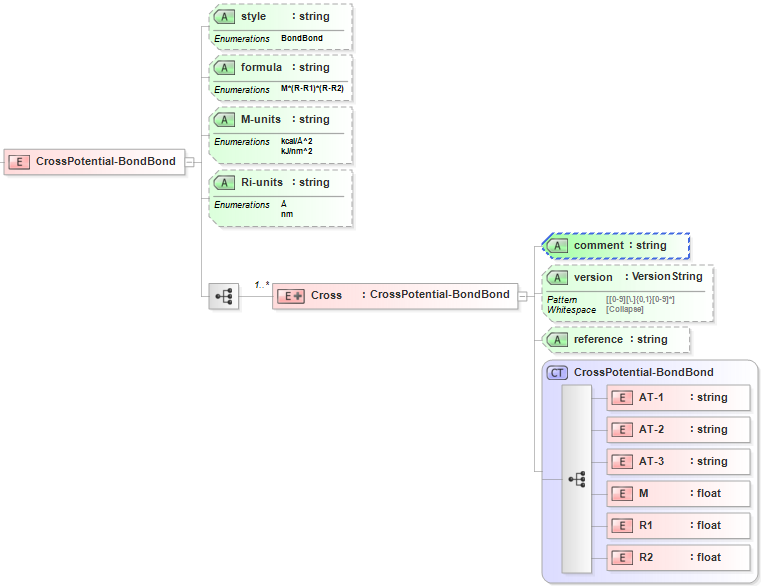 A style : string
Enumerations BondBond
A formula : string
Enumerations M*(R-R1)*(R-R2)
A M-units : string
Enumerations kcal/Å^2
kJ/nm^2
E CrossPotential-BondBond
A Ri-units : string
Enumerations Å
nm
A comment : string
A version : VersionString
Pattern [[0-9][\.]{0,1}[0-9]*]
Whitespace [Collapse]
1..*
E Cross : CrossPotential-BondBond
A reference : string
CT CrossPotential-BondBond
E AT-1 : string
E AT-2 : string
E AT-3 : string
E M : float
E R1 : float
E R2 : float